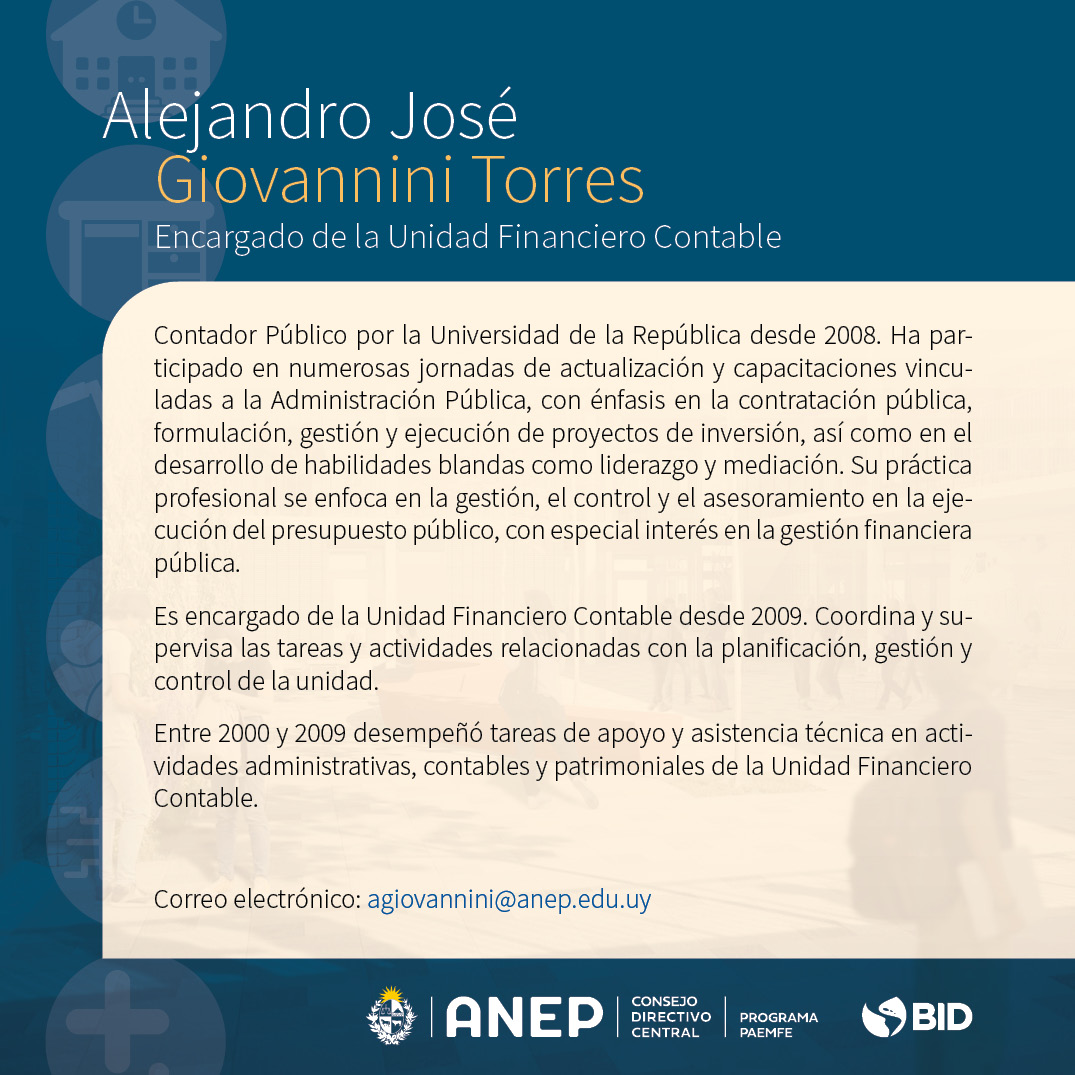 Alejandro José
Giovannini Torres
Encargado de la Unidad Financiero Contable
Contador Público por la Universidad de la República desde 2008. Ha par-
ticipado en numerosas jornadas de actualización y capacitaciones vincu-
ladas a la Administración Pública, con énfasis en la contratación pública,
formulación, gestión y ejecución de proyectos de inversión, así como en el
desarrollo de habilidades blandas como liderazgo y mediación. Su práctica
profesional se enfoca en la gestión, el control y el asesoramiento en la eje-
cución del presupuesto público, con especial interés en la gestión financiera
pública.
Es encargado de la Unidad Financiero Contable desde 2009. Coordina y su-
pervisa las tareas y actividades relacionadas con la planificación, gestión y
control de la unidad.
Entre 2000 y 2009 desempeñó tareas de apoyo y asistencia técnica en acti-
vidades administrativas, contables y patrimoniales de la Unidad Financiero
Contable.
Correo electrónico: agiovannini@anep.edu.uy
ANEP
CONSEJO
DIRECTIVO
CENTRAL
PROGRAMA
PAEMFE
BID